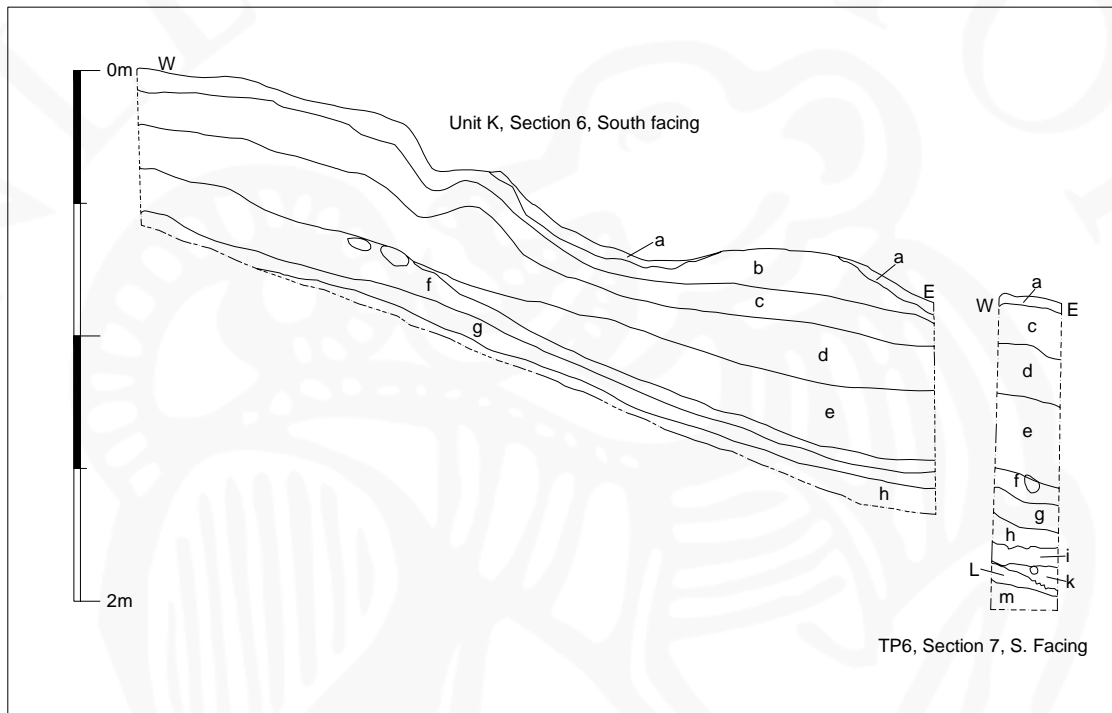 0m
W
Unit K, Section 6, South facing
a
b
a
c
E
a
W
E
c
d
d
e
e
f
f
g
g
h
h
i
L
k
m
2m
TP6, Section 7, S. Facing